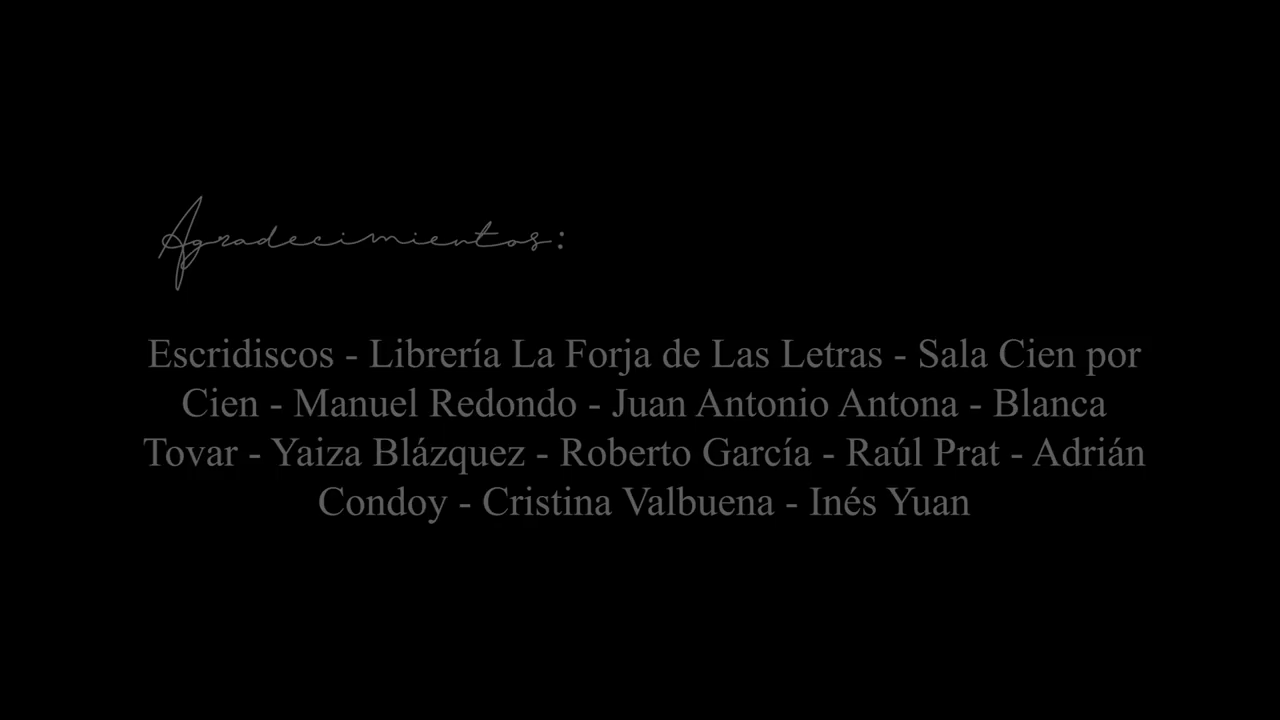 Agradecimientos:
Escridiscos - Librería La Forja de Las Letras - Sala Cien por
Cien - Manuel Redondo - Juan Antonio Antona - Blanca
Tovar - Yaiza Blázquez - Roberto García - Raúl Prat - Adrián
Condoy - Cristina Valbuena - Inés Yuan